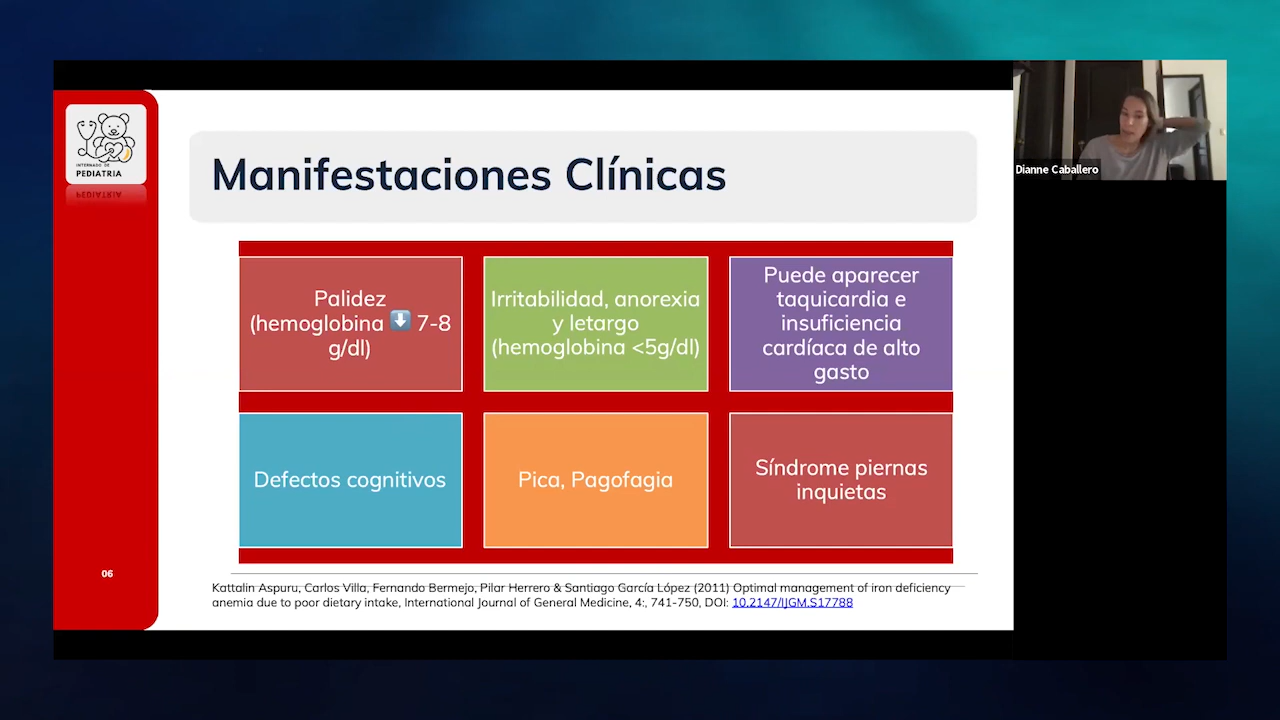 INTERNADO DE
PEDIATRIA
Manifestaciones Clínicas
Palidez
(hemoglobina ⬇️ 7-8
g/dl)
Irritabilidad, anorexia
y letargo
(hemoglobina <5g/dl)
Puede aparecer
taquicardia e
insuficiencia
cardíaca de alto
gasto
Defectos cognitivos
Pica, Pagofagia
Síndrome piernas
inquietas
06
Kattalin Aspuru, Carlos Villa, Fernando Bermejo, Pilar Herrero & Santiago García López (2011) Optimal management of iron deficiency
anemia due to poor dietary intake, International Journal of General Medicine, 4:, 741-750, DOI: 10.2147/IJGM.S17788
Dianne Caballero